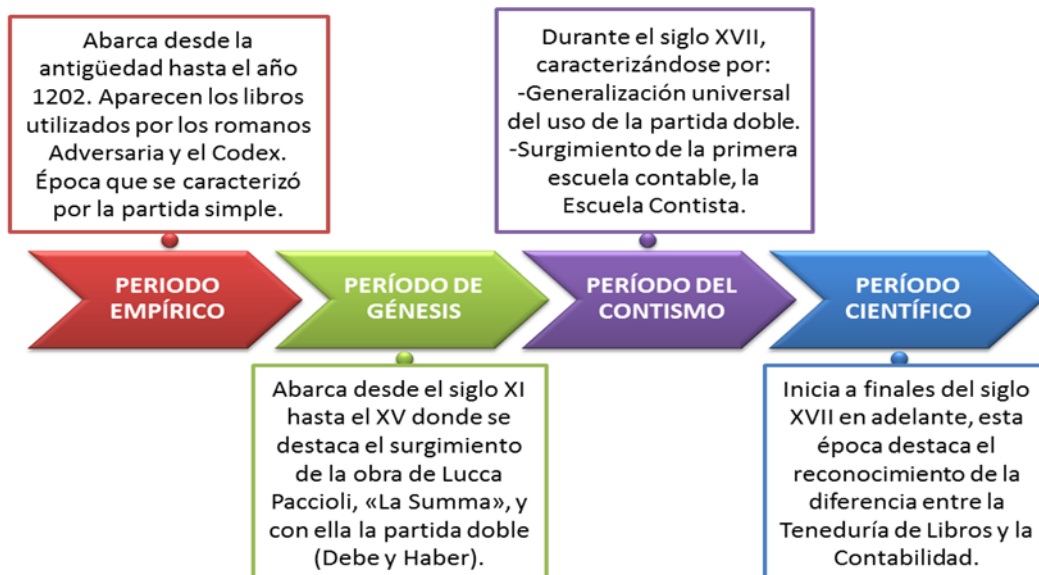 Abarca desde la
antigüedad hasta el año
1202. Aparecen los libros
utilizados por los romanos
Adversaria y el Codex.
Época que se caracterizó
por la partida simple.
PERIODO
EMPÍRICO
PERÍODO DE
GÉNESIS
Abarca desde el siglo XI
hasta el XV donde se
destaca el surgimiento
de la obra de Lucca
Paccioli, «La Summa», y
con ella la partida doble
(Debe y Haber).
Durante el siglo XVII,
caracterizándose por:
-Generalización universal
del uso de la partida doble.
-Surgimiento de la primera
escuela contable, la
Escuela Contista.
PERÍODO DEL
CONTISMO
PERÍODO
CIENTÍFICO
Inicia a finales del siglo
XVII en adelante, esta
época destaca el
reconocimiento de la
diferencia entre la
Teneduría de Libros y la
Contabilidad.